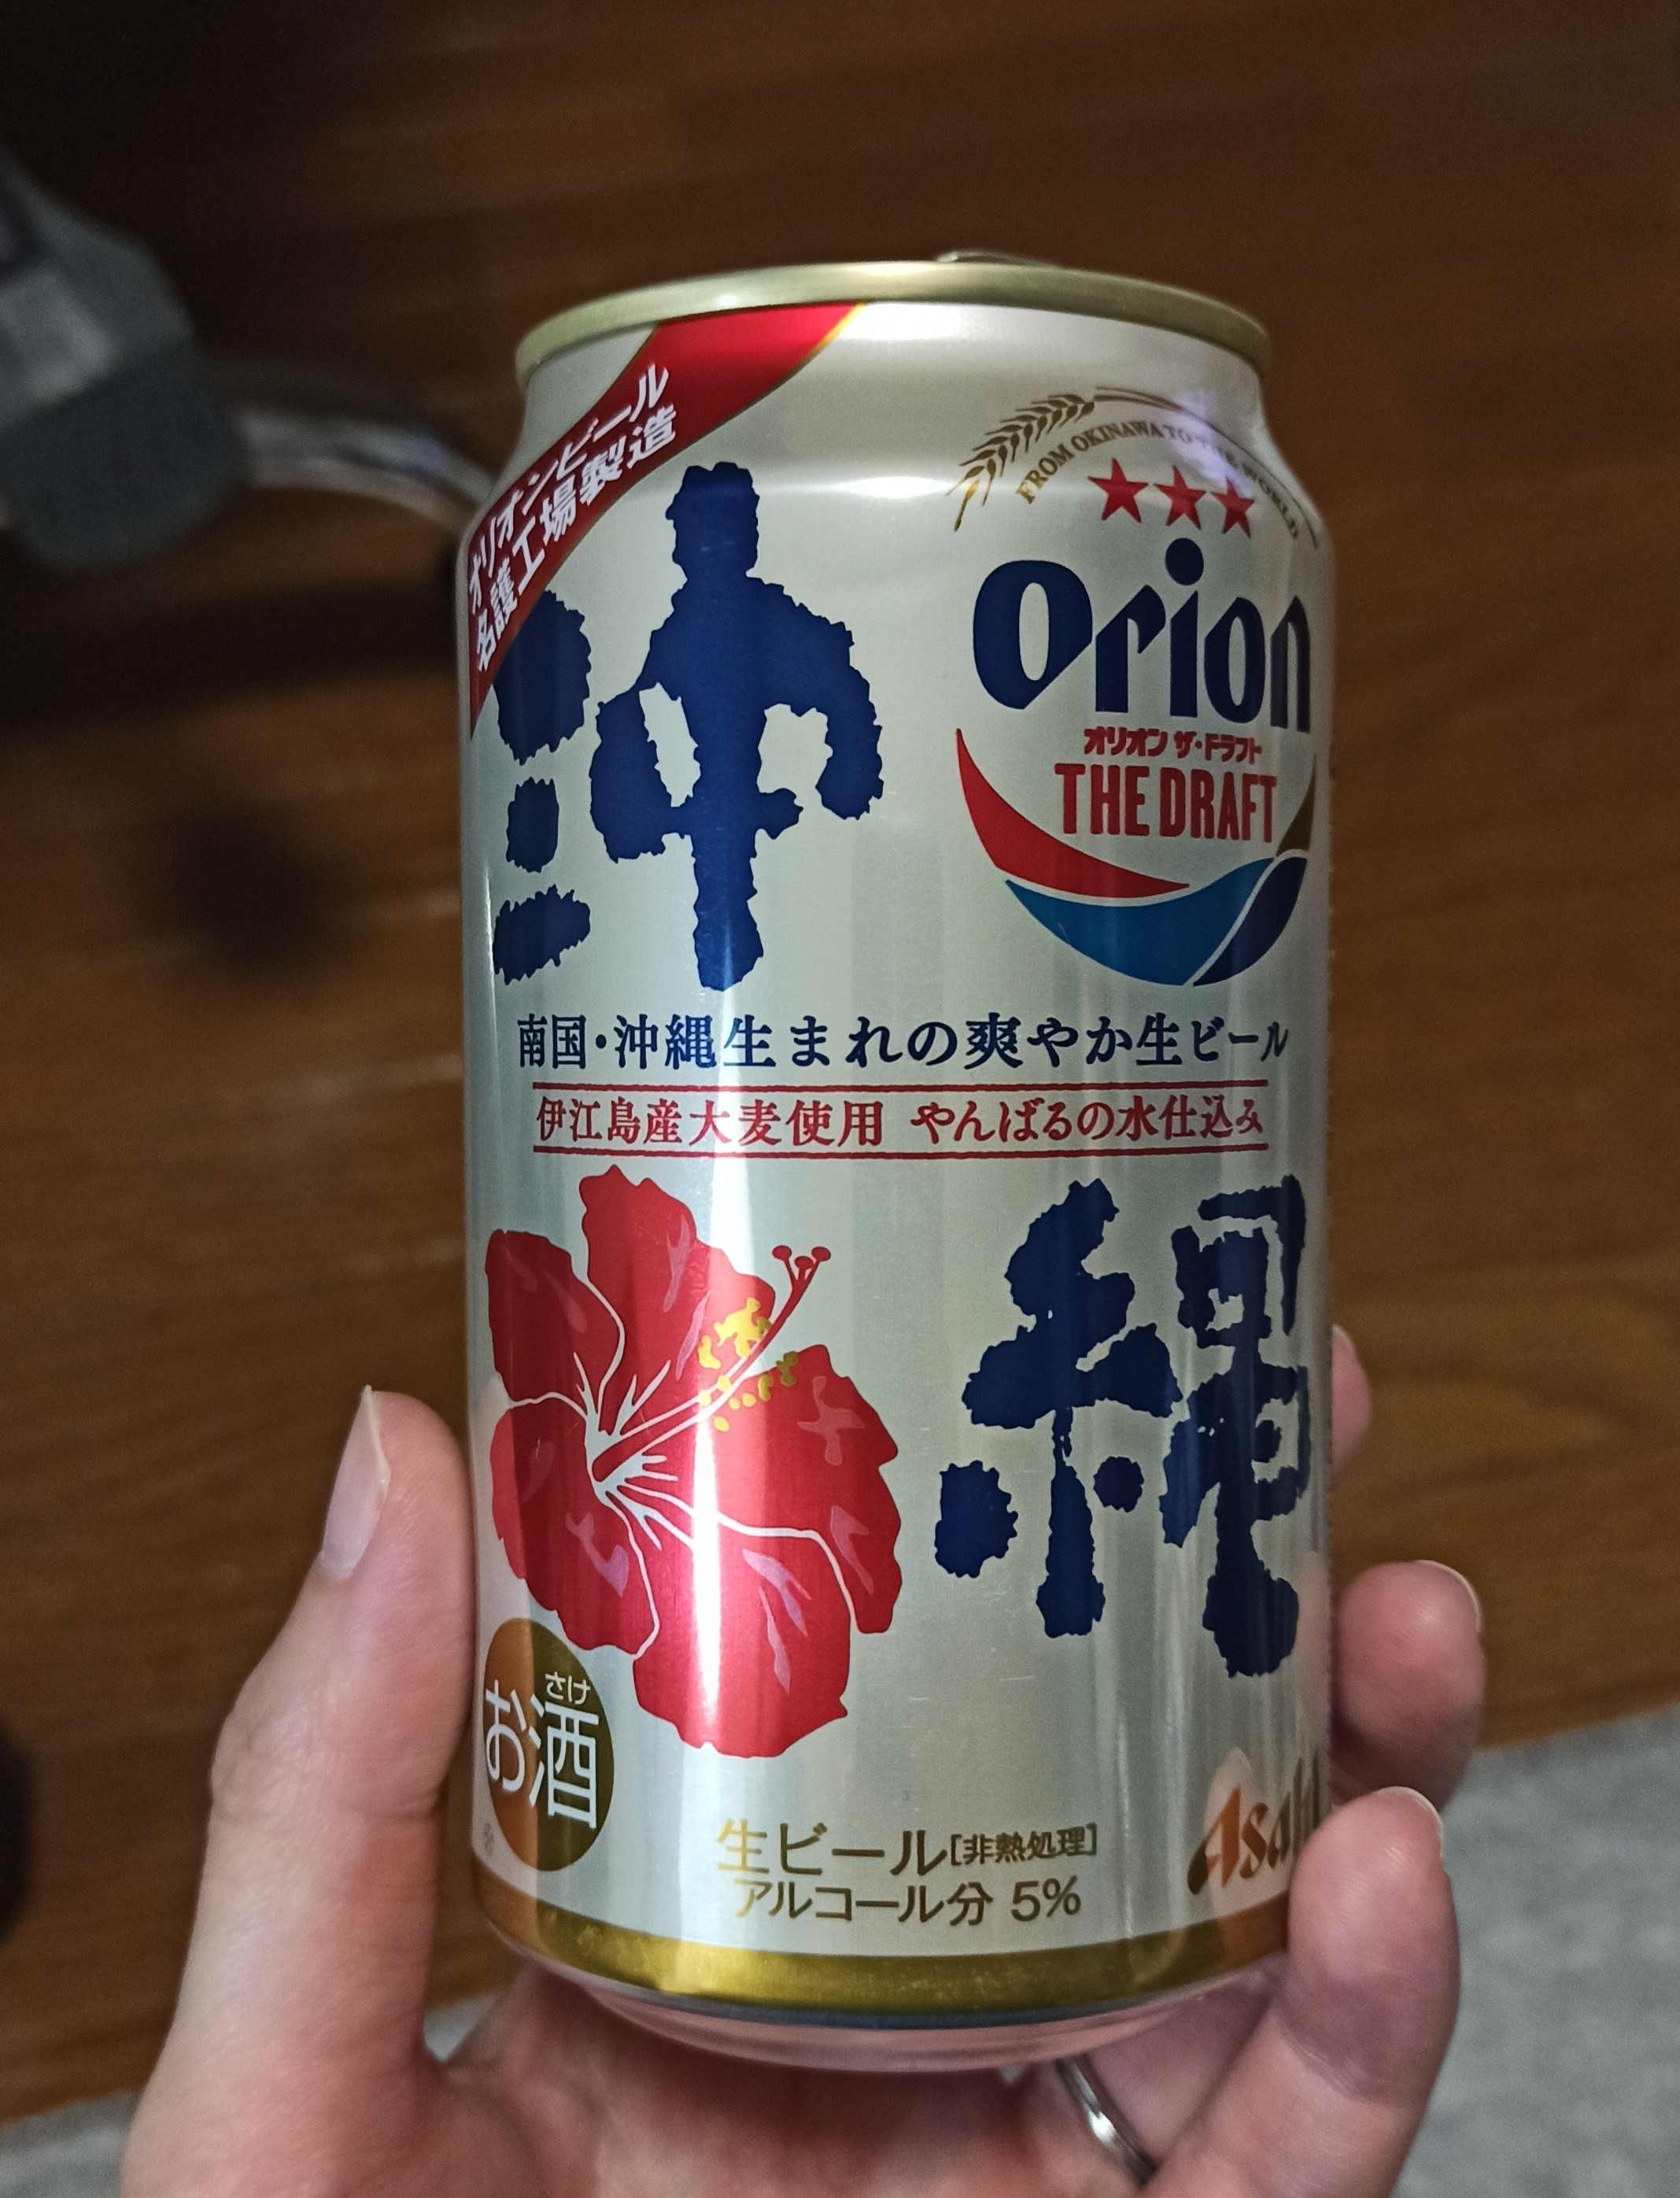 オリオンビール
名護工場製造
沖
FROM OKINAWA TO THE WORLD
Orion
オリオン ザ・ドラフト
THE DRAFT
南国・沖縄生まれの爽やか生ビール
伊江島産大麦使用 やんばるの水仕込み
縄
さけ
お酒
生ビール[非熱処理]
アルコール分 5%
Asahi